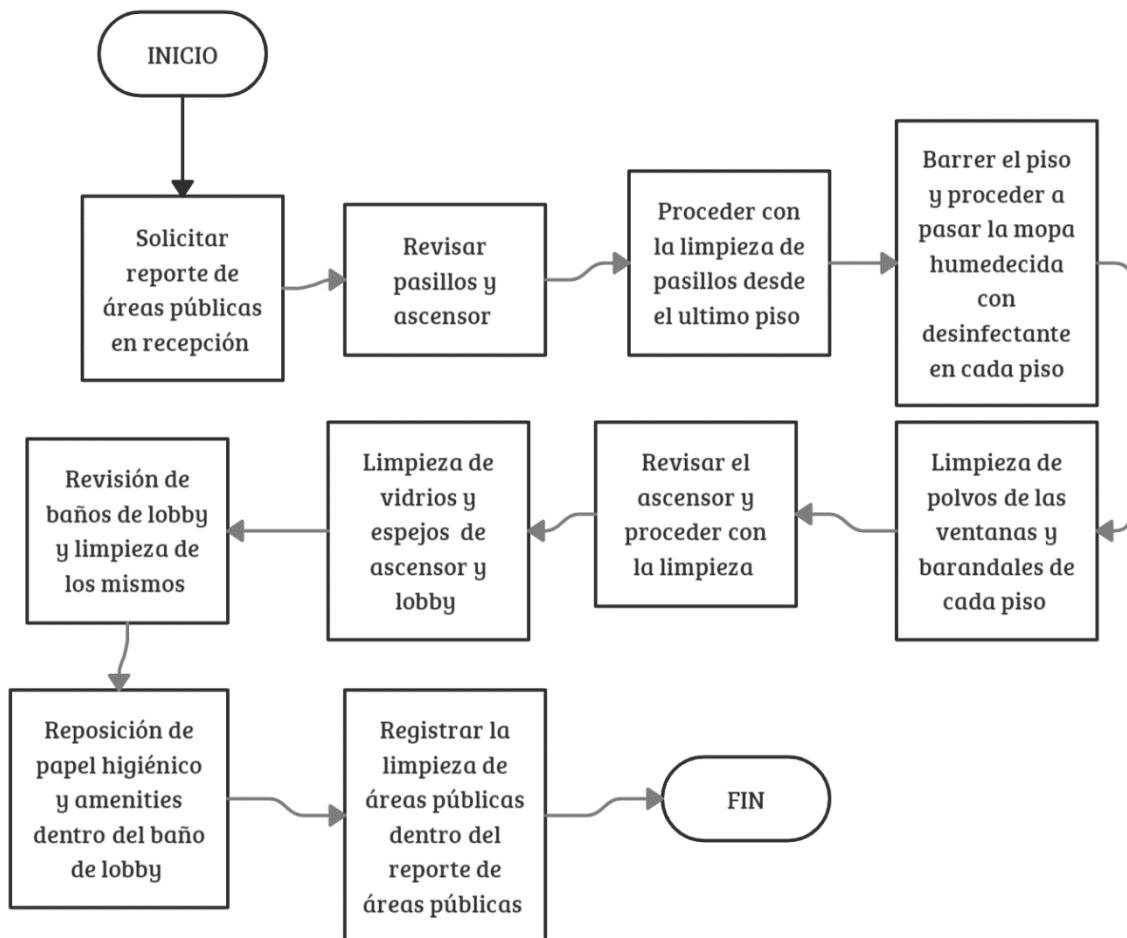 INICIO
Solicitar
reporte de
áreas públicas
en recepción
Revisar
pasillos y
ascensor
Proceder con
la limpieza de
pasillos desde
el ultimo piso
Barrer el piso
y proceder a
pasar la mopa
humedecida
con
desinfectante
en cada piso
Limpieza de
polvos de las
ventanas y
barandales de
cada piso
Revisar el
ascensor y
proceder con
la limpieza
Limpieza de
vidrios y
espejos de
ascensor y
lobby
Revisión de
baños de lobby
y limpieza de
los mismos
Reposición de
papel higiénico
y amenities
dentro del baño
de lobby
Registrar la
limpieza de
áreas públicas
dentro del
reporte de
áreas públicas
FIN